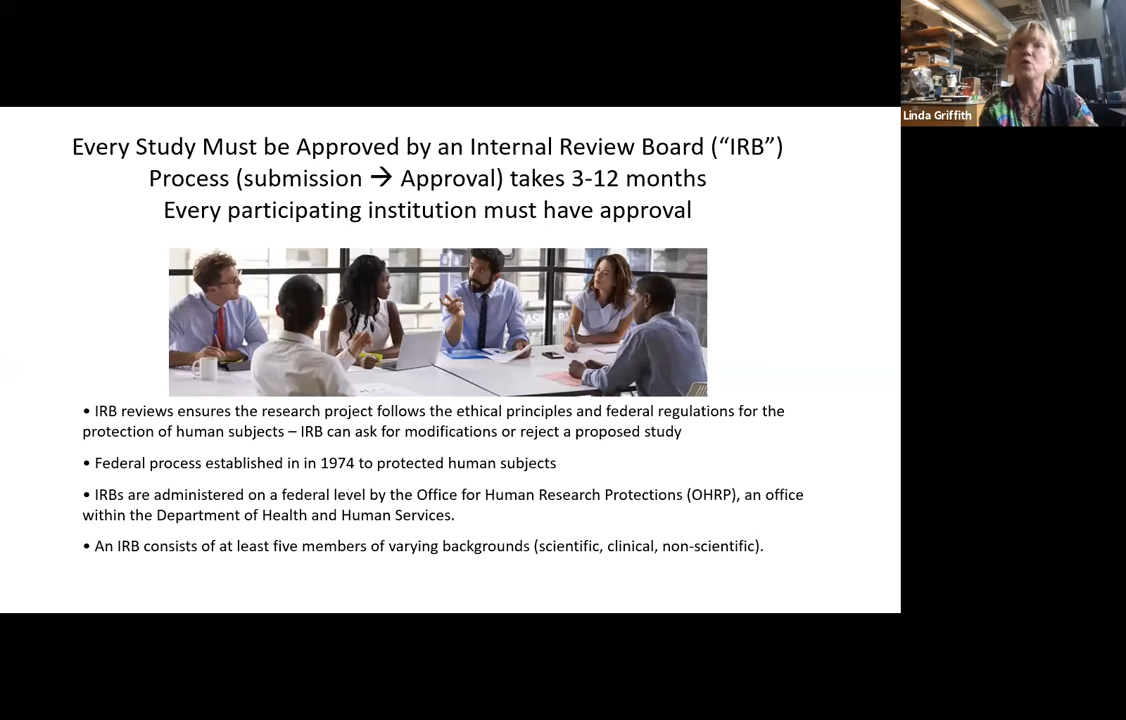 Linda Griffith
Every Study Must be Approved by an Internal Review Board (“IRB”)
Process (submission → Approval) takes 3-12 months
Every participating institution must have approval
• IRB reviews ensures the research project follows the ethical principles and federal regulations for the
protection of human subjects – IRB can ask for modifications or reject a proposed study
• Federal process established in in 1974 to protected human subjects
• IRBs are administered on a federal level by the Office for Human Research Protections (OHRP), an office
within the Department of Health and Human Services.
• An IRB consists of at least five members of varying backgrounds (scientific, clinical, non-scientific).